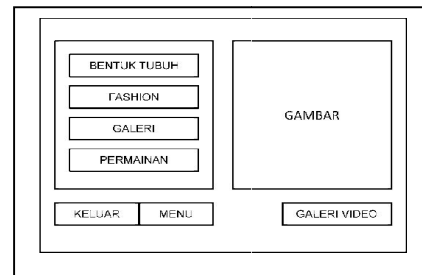 BENTUK TUBUH
FASHION
GALERI
PERMAINAN
GAMBAR
KELUAR MENU GALERI VIDEO